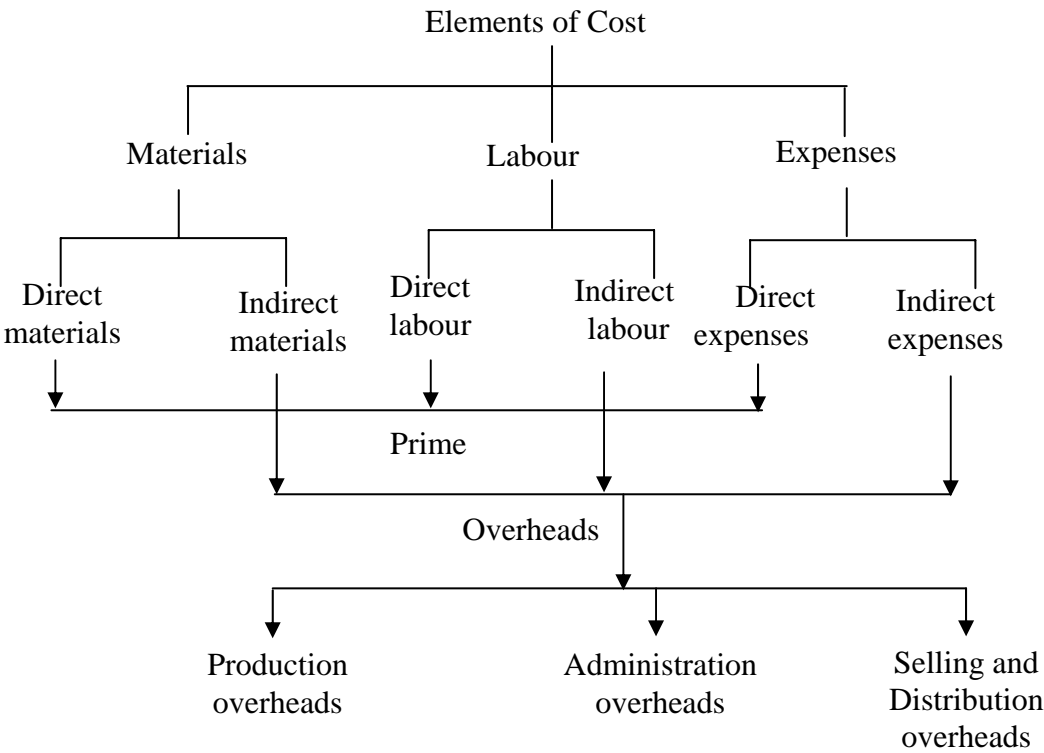 Elements of Cost
Materials
Labour
Expenses
Direct
materials
Indirect
materials
Direct
labour
Indirect
labour
Direct
expenses
Indirect
expenses
Prime
Overheads
Production
overheads
Administration
overheads
Selling and
Distribution
overheads